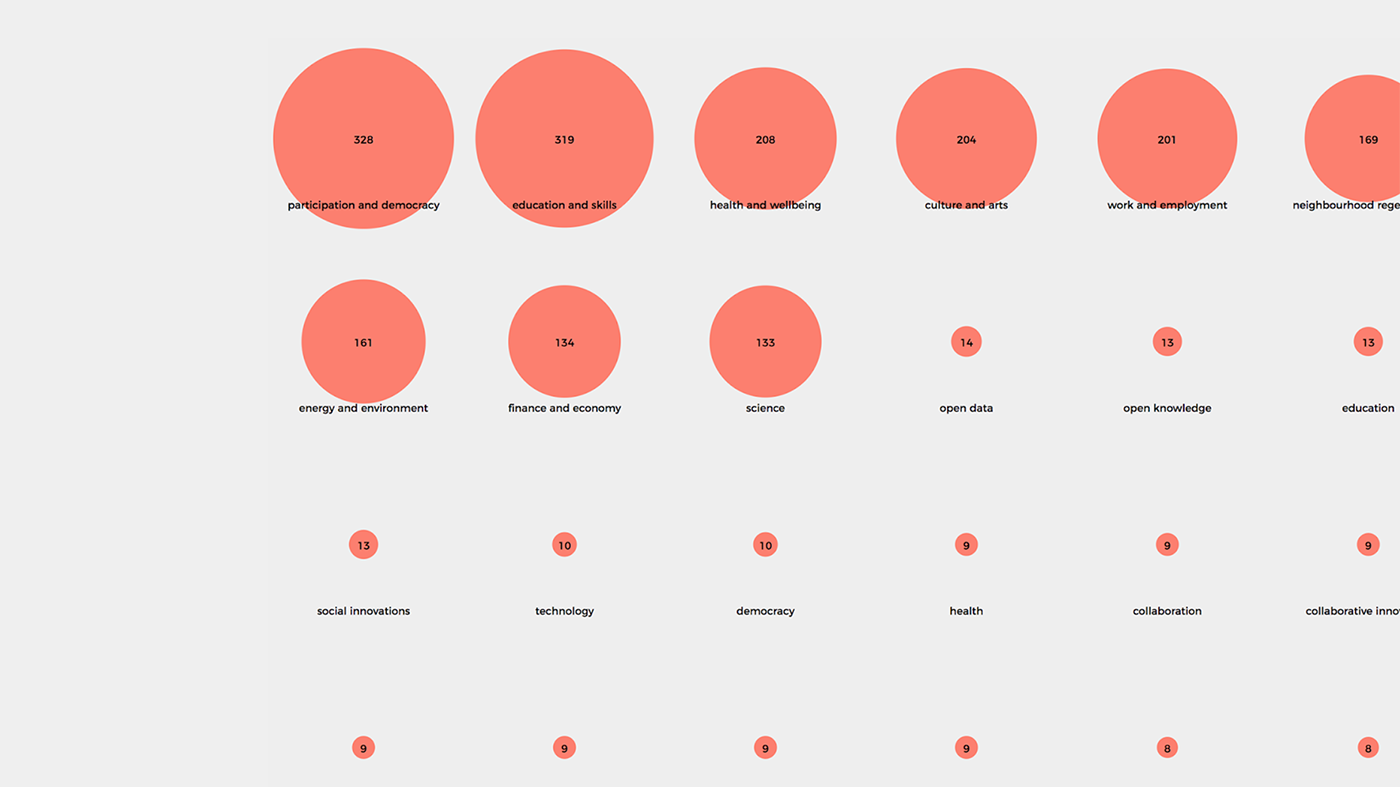 328 319 208 204 201 169
participation and democracy education and skills health and wellbeing culture and arts work and employment neighbourhood rege
161 134 133 14 13 13
energy and environment finance and economy science open data open knowledge education
13 10 10 9 9 9
social innovations technology democracy health collaboration collaborative inno
9 9 9 9 8 8